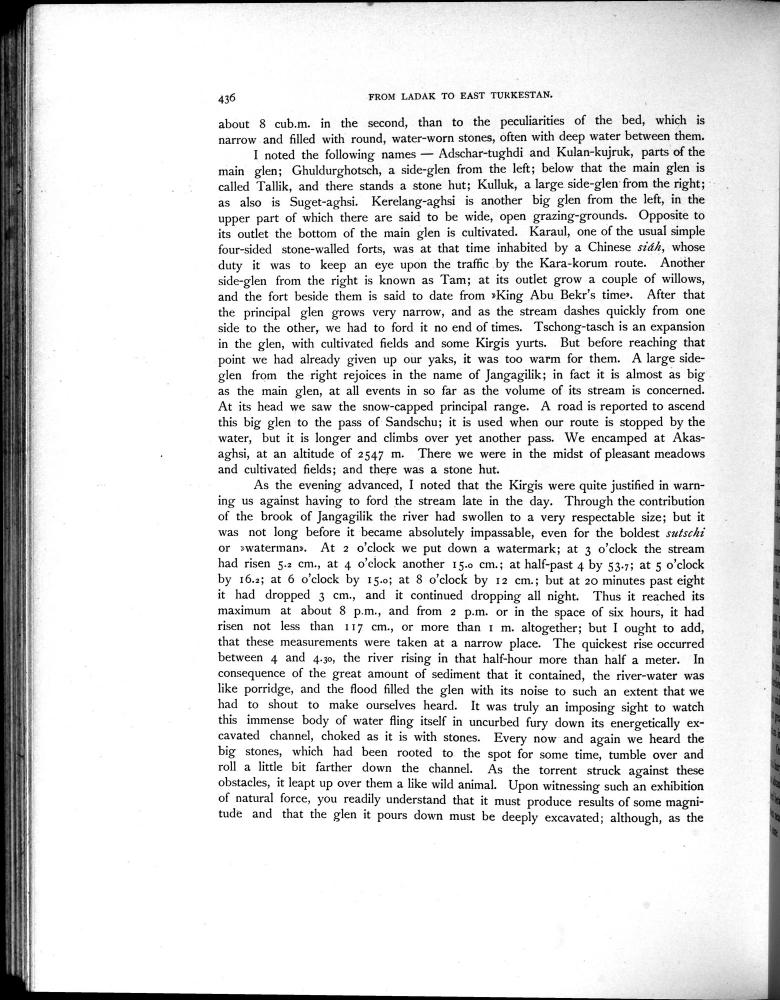 436 FROM LADAK TO EAST TURKESTAN.
about 8 cub.m. in the second, than to the peculiarities of the bed, which is
narrow and filled with round, water-worn stones, often with deep water between them.
I noted the following names — Adschar-tughdi and Kulan-kujruk, parts of the
main glen; Ghuldurghotsch, a side-glen from the left; below that the main glen is
called Tallik, and there stands a stone hut; Kulluk, a large side-glen from the right;
as also is Suget-aghsi. Kerelang-aghsi is another big glen from the left, in the
upper part of which there are said to be wide, open grazing-grounds. Opposite to
its outlet the bottom of the main glen is cultivated. Karaul, one of the usual simple
four-sided stone-walled forts, was at that time inhabited by a Chinese siáh, whose
duty it was to keep an eye upon the traffic by the Kara-korum route. Another
side-glen from the right is known as Tam; at its outlet grow a couple of willows,
and the fort beside them is said to date from »King Abu Bekr's time». After that
the principal glen grows very narrow, and as the stream dashes quickly from one
side to the other, we had to ford it no end of times. Tschong-tasch is an expansion
in the glen, with cultivated fields and some Kirgis yurts. But before reaching that
point we had already given up our yaks, it was too warm for them. A large side-
glen from the right rejoices in the name of Jangagilik; in fact it is almost as big
as the main glen, at all events in so far as the volume of its stream is concerned.
At its head we saw the snow-capped principal range. A road is reported to ascend
this big glen to the pass of Sandschu; it is used when our route is stopped by the
water, but it is longer and climbs over yet another pass. We encamped at Akas-
aghsi, at an altitude of 2547 m. There we were in the midst of pleasant meadows
and cultivated fields; and there was a stone hut.
As the evening advanced, I noted that the Kirgis were quite justified in warn-
ing us against having to ford the stream late in the day. Through the contribution
of the brook of Jangagilik the river had swollen to a very respectable size; but it
was not long before it became absolutely impassable, even for the boldest sutschi
or »waterman». At 2 o'clock we put down a watermark; at 3 o'clock the stream
had risen 5.2 cm., at 4 o'clock another 15.0 cm.; at half-past 4 by 53.7; at 5 o'clock
by 16.2; at 6 o'clock by 15.0; at 8 o'clock by 12 cm.; but at 20 minutes past eight
it had dropped 3 cm., and it continued dropping all night. Thus it reached its
maximum at about 8 p.m., and from 2 p.m. or in the space of six hours, it had
risen not less than 117 cm., or more than 1 m. altogether; but I ought to add,
that these measurements were taken at a narrow place. The quickest rise occurred
between 4 and 4.30, the river rising in that half-hour more than half a meter. In
consequence of the great amount of sediment that it contained, the river-water was
like porridge, and the flood filled the glen with its noise to such an extent that we
had to shout to make ourselves heard. It was truly an imposing sight to watch
this immense body of water fling itself in uncurbed fury down its energetically ex-
cavated channel, choked as it is with stones. Every now and again we heard the
big stones, which had been rooted to the spot for some time, tumble over and
roll a little bit farther down the channel. As the torrent struck against these
obstacles, it leapt up over them a like wild animal. Upon witnessing such an exhibition
of natural force, you readily understand that it must produce results of some magni-
tude and that the glen it pours down must be deeply excavated; although, as the